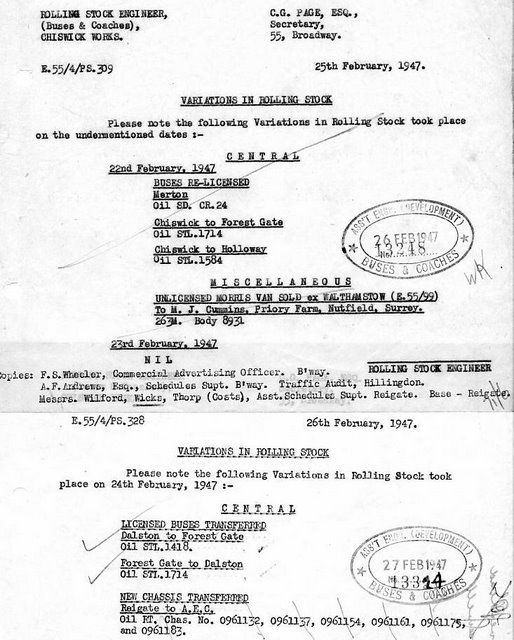 ROLLING STOCK ENGINEER, C.G. PAGE, ESQ.,
(Buses & Coaches), Secretary,
CHISWICK WORKS. 55, Broadway.
E.55/4/PS.309 25th February, 1947.
VARIATIONS IN ROLLING STOCK
Please note the following Variations in Rolling Stock took place
on the undermentioned dates :-
CENTRAL
22nd February, 1947
BUSES RE-LICENSED
Merton
Oil SD. CR.24
Chiswick to Forest Gate
Oil STL.1714
Chiswick to Holloway
Oil STL.1584
ASST ENGR. (DEVELOPMENT)
26 FEB 1947
No. 13348
BUSES & COACHES
MISCELLANEOUS
UNLICENSED MORRIS VAN SOLD ex WALTHAMSTOW (E.55/99)
To M. J. Cummins, Priory Farm, Nutfield, Surrey.
263M. Body 8931
23rd February, 1947
NIL
ROLLING STOCK ENGINEER
opies: F.S.Wheeler, Commercial Advertising Officer. B'way.
A.F.Andrews, Esq., Schedules Supt. B'way. Traffic Audit, Hillingdon.
Messrs. Wilford, Wicks, Thorp (Costs), Asst.Schedules Supt. Reigate. Base - Reigate.
E.55/4/PS.328 26th February, 1947.
VARIATIONS IN ROLLING STOCK
Please note the following Variations in Rolling Stock took
place on 24th February, 1947 :-
CENTRAL
LICENSED BUSES TRANSFERRED
Dalston to Forest Gate
Oil STL.1418.
Forest Gate to Dalston
Oil STL.1714
ASST ENGR. (DEVELOPMENT)
27 FEB 1947
13344
BUSES & COACHES
NEW CHASSIS TRANSFERRED
Reigate to A.E.C.
Oil RT. Chas. No. 0961132, 0961137, 0961154, 0961161, 0961175,
and 0961183.